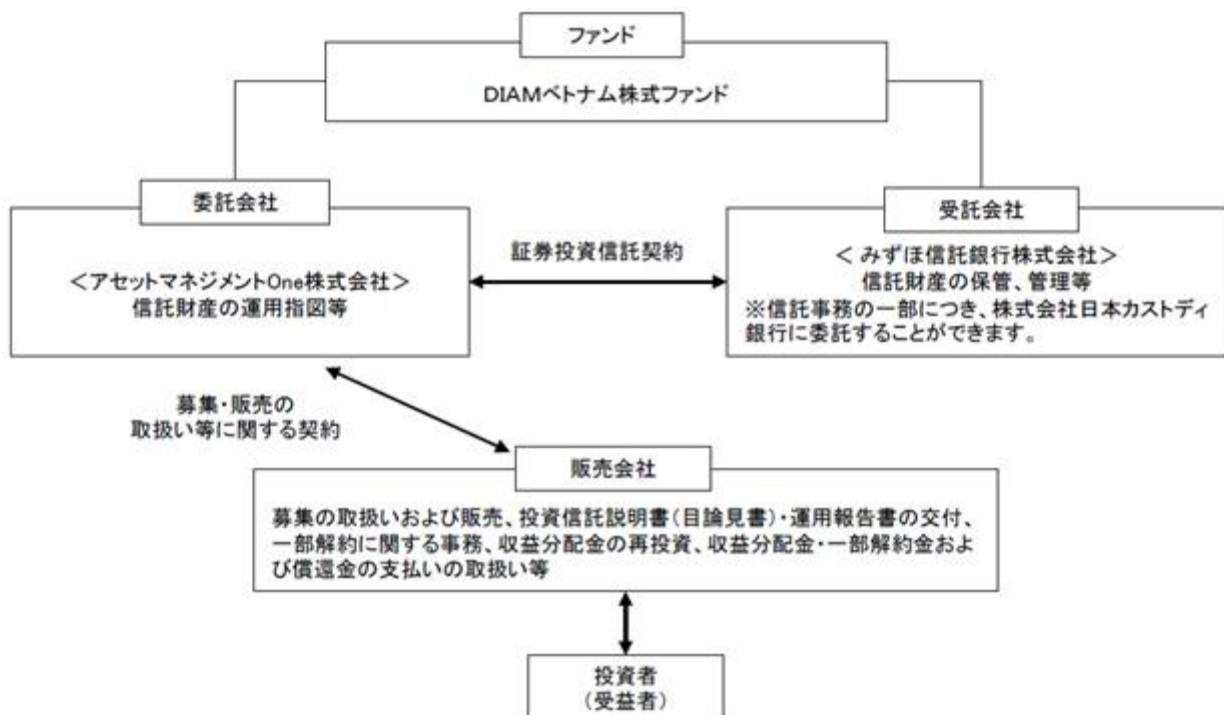 ファンド
DIAMベトナム株式ファンド
委託会社
<アセットマネジメントOne株式会社>
信託財産の運用指図等
証券投資信託契約
受託会社
< みずほ信託銀行株式会社>
信託財産の保管、管理等
※信託事務の一部につき、株式会社日本カストディ
銀行に委託することができます。
募集・販売の
取扱い等に関する契約
販売会社
募集の取扱いおよび販売、投資信託説明書(目論見書)・運用報告書の交付、
一部解約に関する事務、収益分配金の再投資、収益分配金・一部解約金およ
び償還金の支払いの取扱い等
投資者
(受益者)